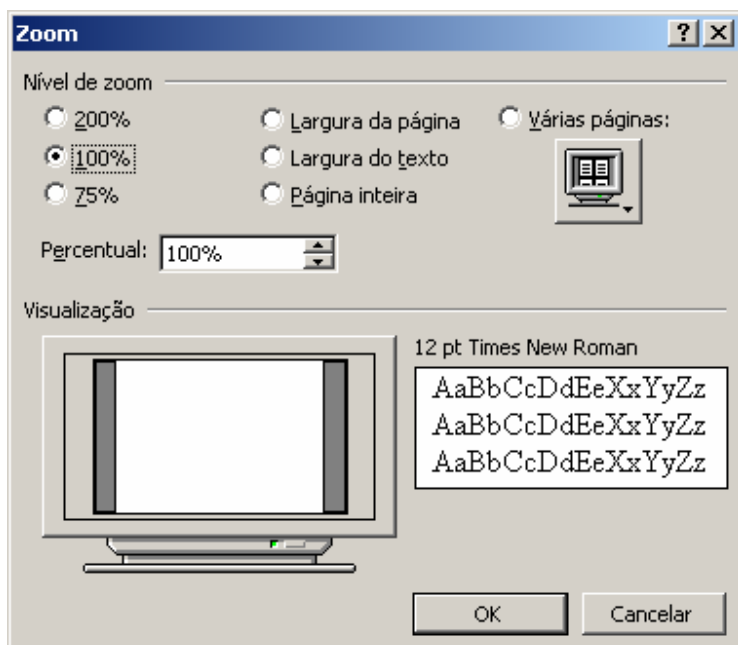 Zoom
Nível de zoom
200% Largura da página Várias páginas:
100% Largura do texto
75% Página inteira
Percentual: 100%
Visualização
12 pt Times New Roman
AaBbCcDdEeXxYyZz
AaBbCcDdEeXxYyZz
AaBbCcDdEeXxYyZz
OK Cancelar